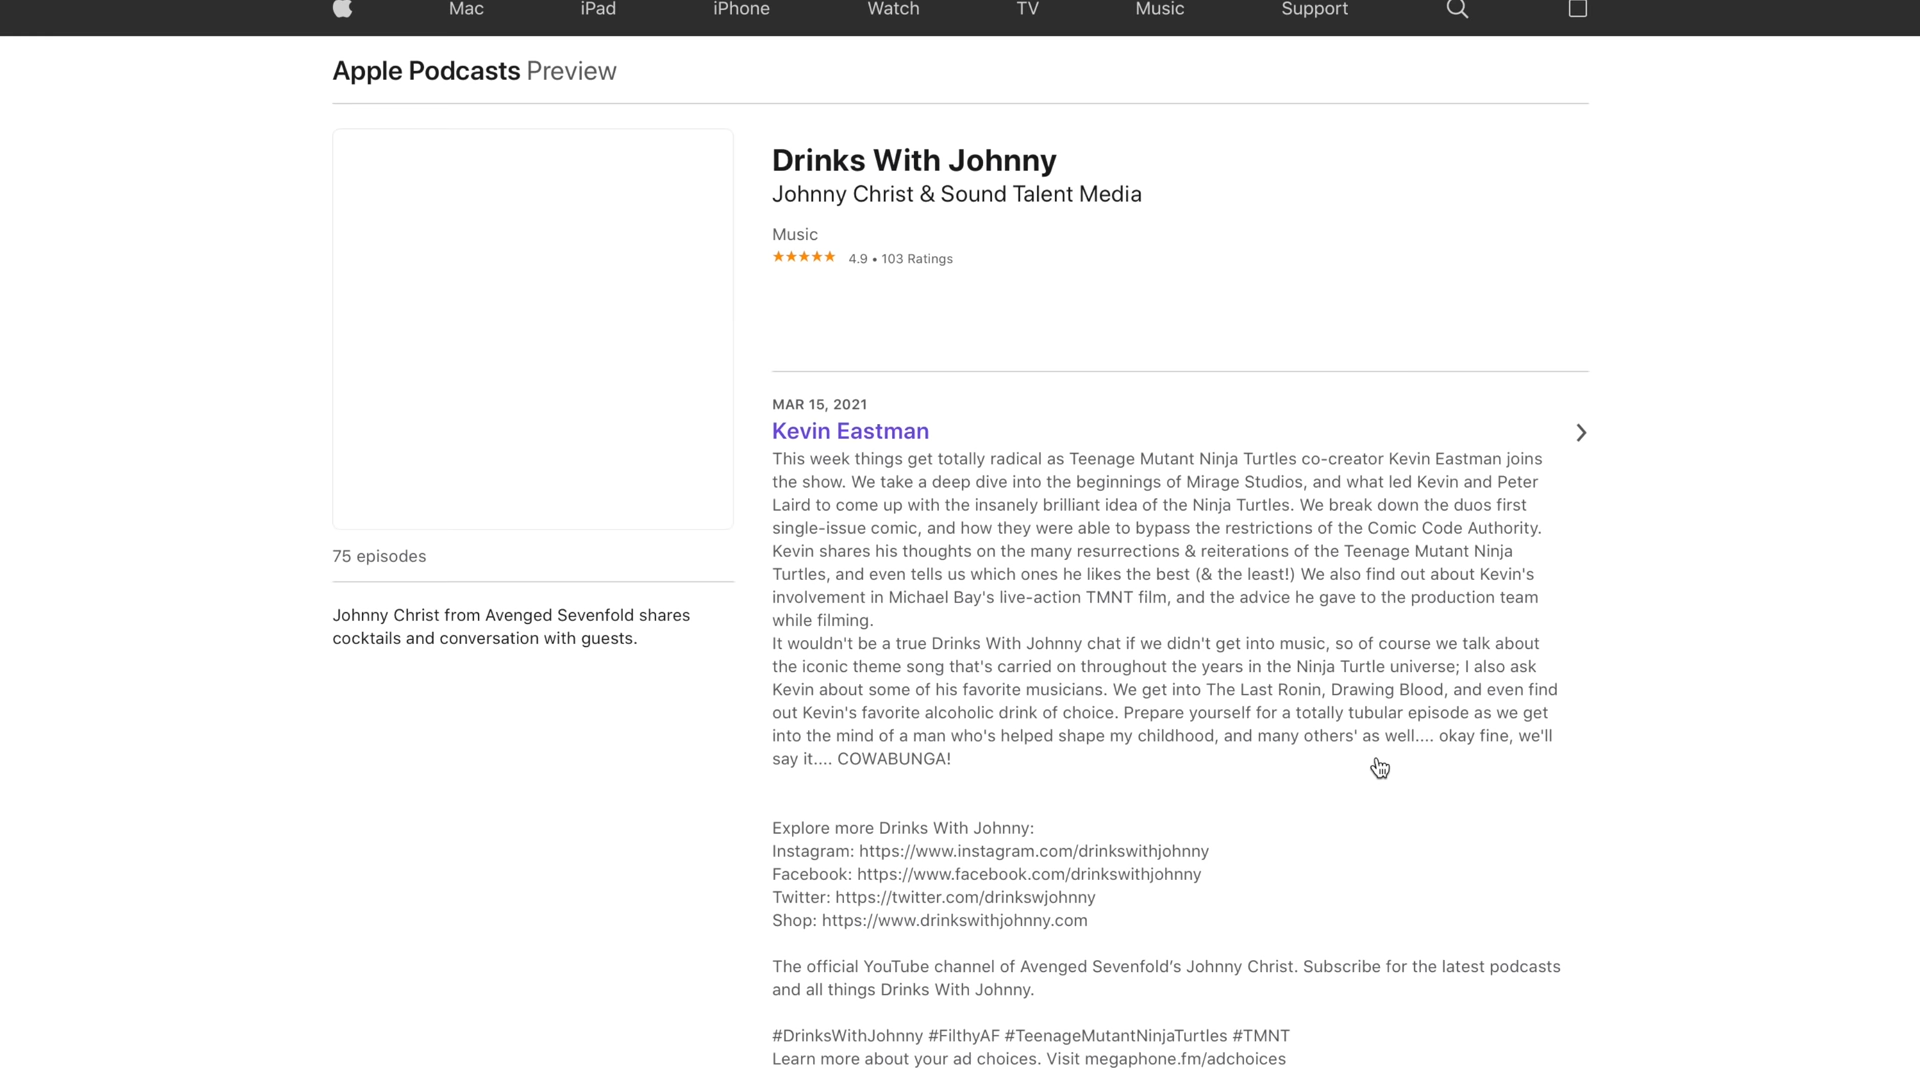 Mac iPad iPhone Watch TV Music Support
Apple Podcasts Preview
Drinks With Johnny
Johnny Christ & Sound Talent Media
Music
★★★★★ 4.9 • 103 Ratings
MAR 15, 2021
Kevin Eastman
This week things get totally radical as Teenage Mutant Ninja Turtles co-creator Kevin Eastman joins
the show. We take a deep dive into the beginnings of Mirage Studios, and what led Kevin and Peter
Laird to come up with the insanely brilliant idea of the Ninja Turtles. We break down the duos first
single-issue comic, and how they were able to bypass the restrictions of the Comic Code Authority.
Kevin shares his thoughts on the many resurrections & reiterations of the Teenage Mutant Ninja
Turtles, and even tells us which ones he likes the best (& the least!) We also find out about Kevin's
involvement in Michael Bay's live-action TMNT film, and the advice he gave to the production team
while filming.
It wouldn't be a true Drinks With Johnny chat if we didn't get into music, so of course we talk about
the iconic theme song that's carried on throughout the years in the Ninja Turtle universe; I also ask
Kevin about some of his favorite musicians. We get into The Last Ronin, Drawing Blood, and even find
out Kevin's favorite alcoholic drink of choice. Prepare yourself for a totally tubular episode as we get
into the mind of a man who's helped shape my childhood, and many others' as well.... okay fine, we'll
say it.... COWABUNGA!
Explore more Drinks With Johnny:
Instagram: https://www.instagram.com/drinkswithjohnny
Facebook: https://www.facebook.com/drinkswithjohnny
Twitter: https://twitter.com/drinkswjohnny
Shop: https://www.drinkswithjohnny.com
The official YouTube channel of Avenged Sevenfold's Johnny Christ. Subscribe for the latest podcasts
and all things Drinks With Johnny.
#DrinksWithJohnny #FilthyAF #TeenageMutantNinjaTurtles #TMNT
Learn more about your ad choices. Visit megaphone.fm/adchoices
75 episodes
Johnny Christ from Avenged Sevenfold shares
cocktails and conversation with guests.